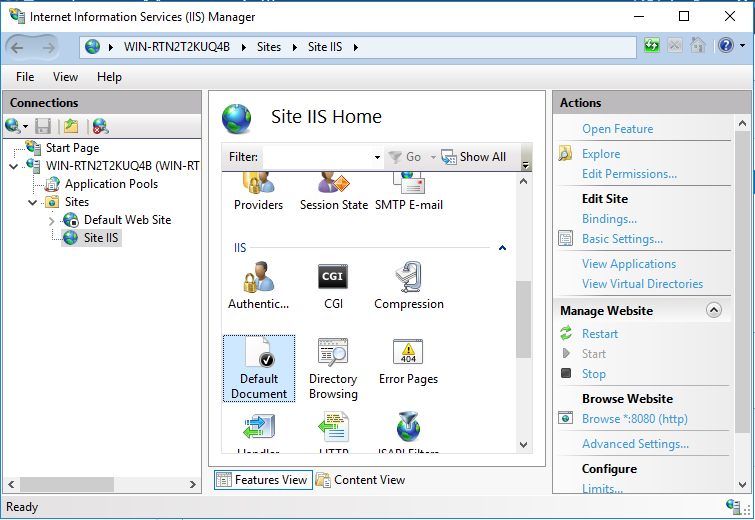 Internet Information Services (IIS) Manager
WIN-RTN2T2KUQ4B Sites Site IIS
File View Help
Connections
Start Page
WIN-RTN2T2KUQ4B (WIN-RT
Application Pools
Sites
Default Web Site
Site IIS
Site IIS Home
Filter: Go Show All
Providers Session State SMTP E-mail
IIS
CGI
Authentic... CGI Compression
404
Default Document Directory Browsing Error Pages
Handler HTTP ISAPI Filters
Features View Content View
Actions
Open Feature
Explore
Edit Permissions...
Edit Site
Bindings...
Basic Settings...
View Applications
View Virtual Directories
Manage Website
Restart
Start
Stop
Browse Website
Browse *:8080 (http)
Advanced Settings...
Configure
Limits...
Ready